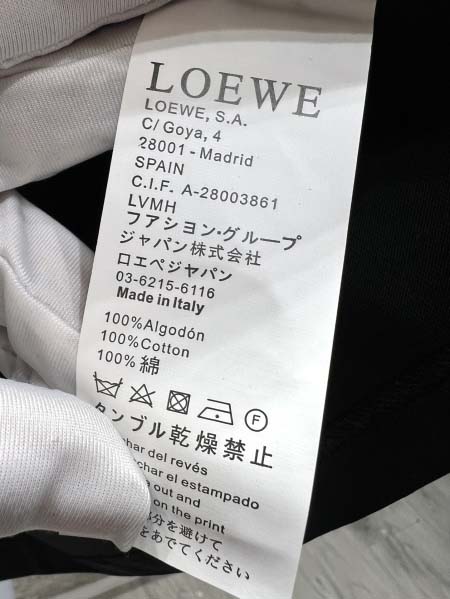 LOEWE
LOEWE, S.A.
C/ Goya, 4
28001 - Madrid
SPAIN
C.I.F. A-28003861
LVMH
ファション・グループ
ジャパン株式会社
ロエベジャパン
03-6215-6116
Made in Italy
100%Algodón
100%Cotton
100% 綿
F
タンブル乾燥禁止
char del revés
char el estampado
out and
on the print
部分を避けて
をあててください